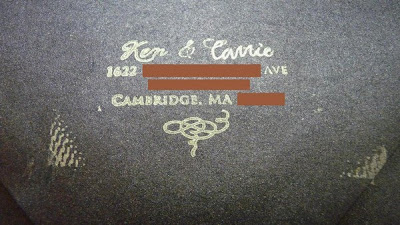 Ken & Carrie
1622 AVE
CAMBRIDGE, MA